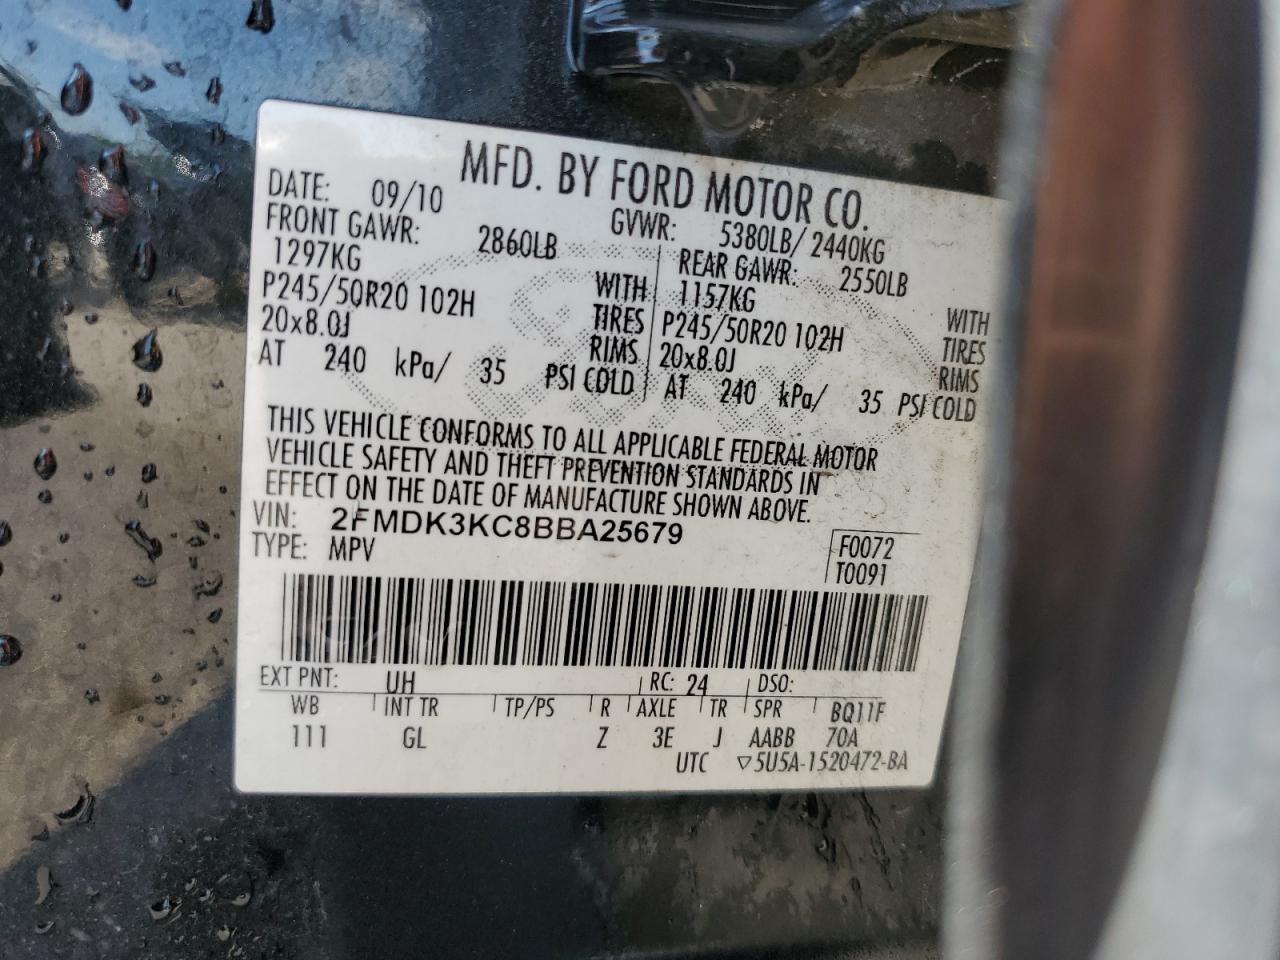 MFD. BY FORD MOTOR CO.
DATE: 09/10 GVWR: 5380LB/ 2440KG
FRONT GAWR: 2860LB REAR GAWR: 2550LB
1297KG WITH 1157KG WITH
P245/50R20 102H TIRES P245/50R20 102H TIRES
20x8.0J RIMS 20x8.0J RIMS
AT 240 kPa/ 35 PSI COLD AT 240 kPa/ 35 PSI COLD
THIS VEHICLE CONFORMS TO ALL APPLICABLE FEDERAL MOTOR
VEHICLE SAFETY AND THEFT PREVENTION STANDARDS IN
EFFECT ON THE DATE OF MANUFACTURE SHOWN ABOVE.
VIN: 2FMDK3KC8BBA25679 F0072
TYPE: MPV T0091
EXT PNT: UH RC: 24 DSO:
WB INT TR TP/PS R AXLE TR SPR BQ11F
111 GL Z 3E J AABB 70A
UTC ▽5U5A-1520472-BA